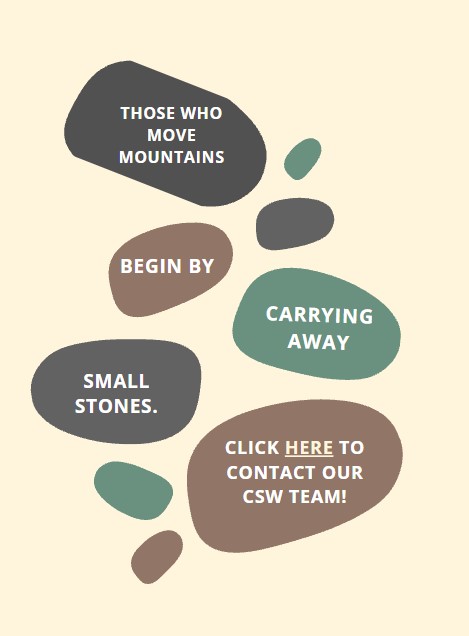 THOSE WHO
MOVE
MOUNTAINS
BEGIN BY
CARRYING
AWAY
SMALL
STONES.
CLICK HERE TO
CONTACT OUR
CSW TEAM!